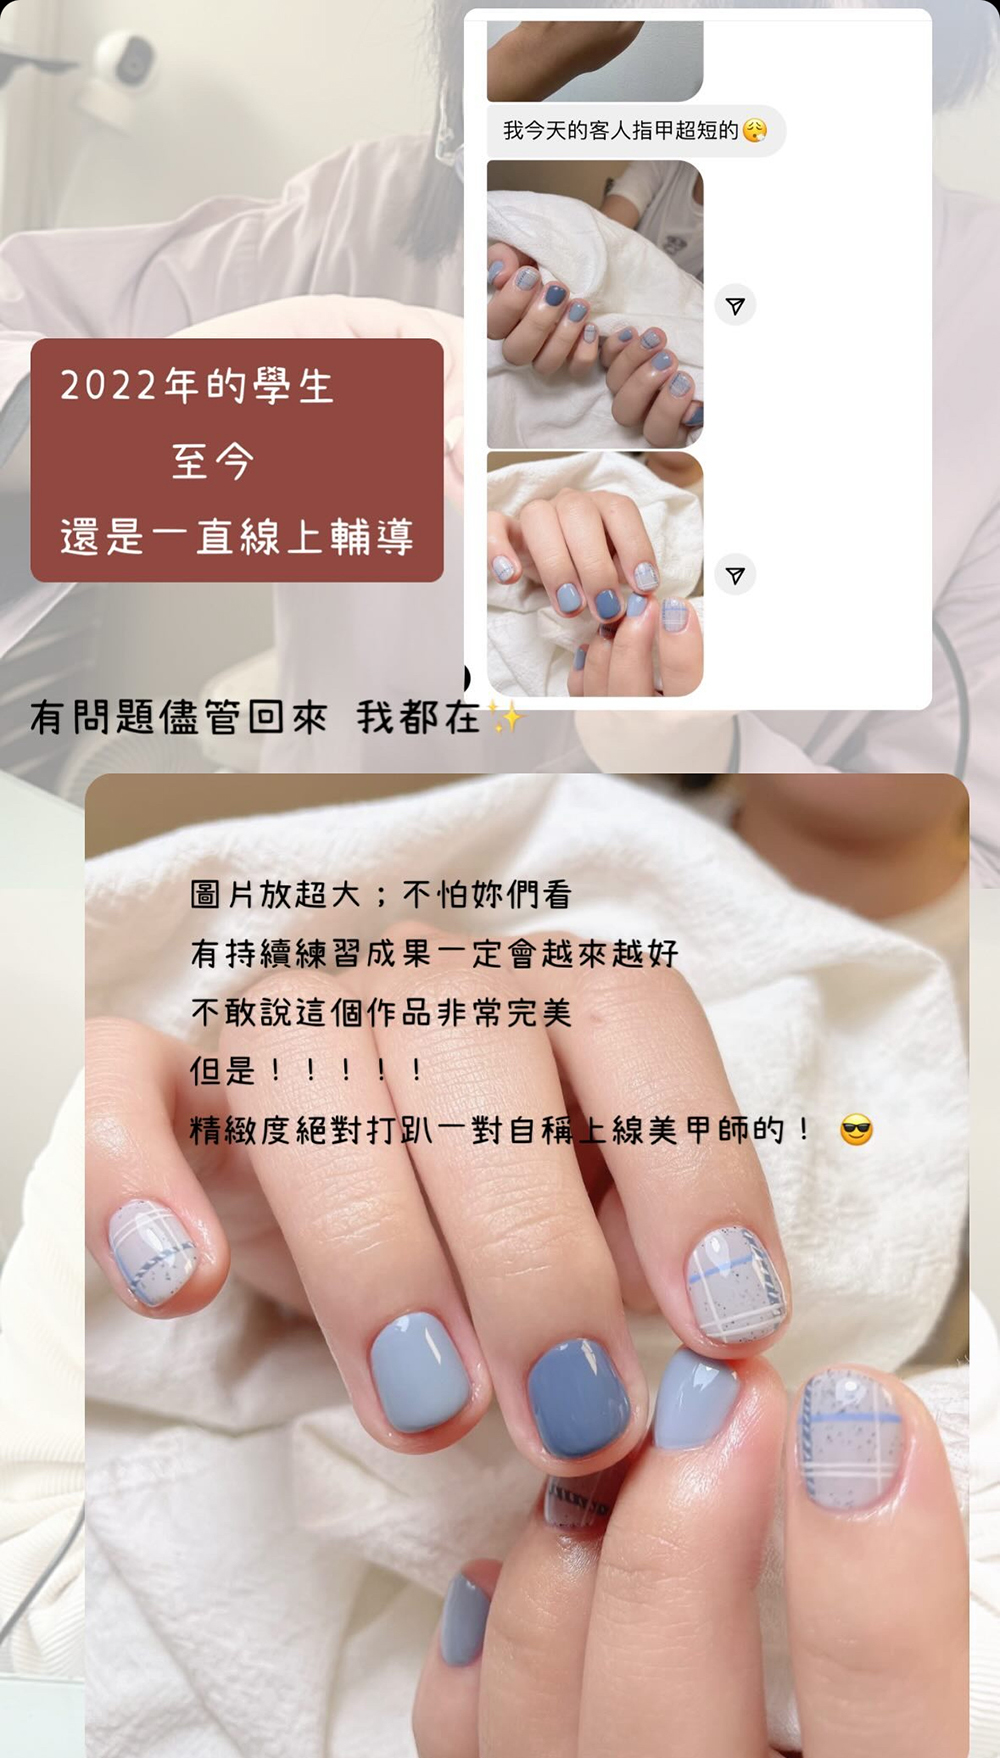 我今天的客人指甲超短的😮‍💨
2022年的學生
至今
還是一直線上輔導
有問題儘管回來 我都在✨
圖片放超大；不怕妳們看
有持續練習成果一定會越來越好
不敢說這個作品非常完美
但是！！！！！
精緻度絕對打趴一對自稱上線美甲師的！ 😎